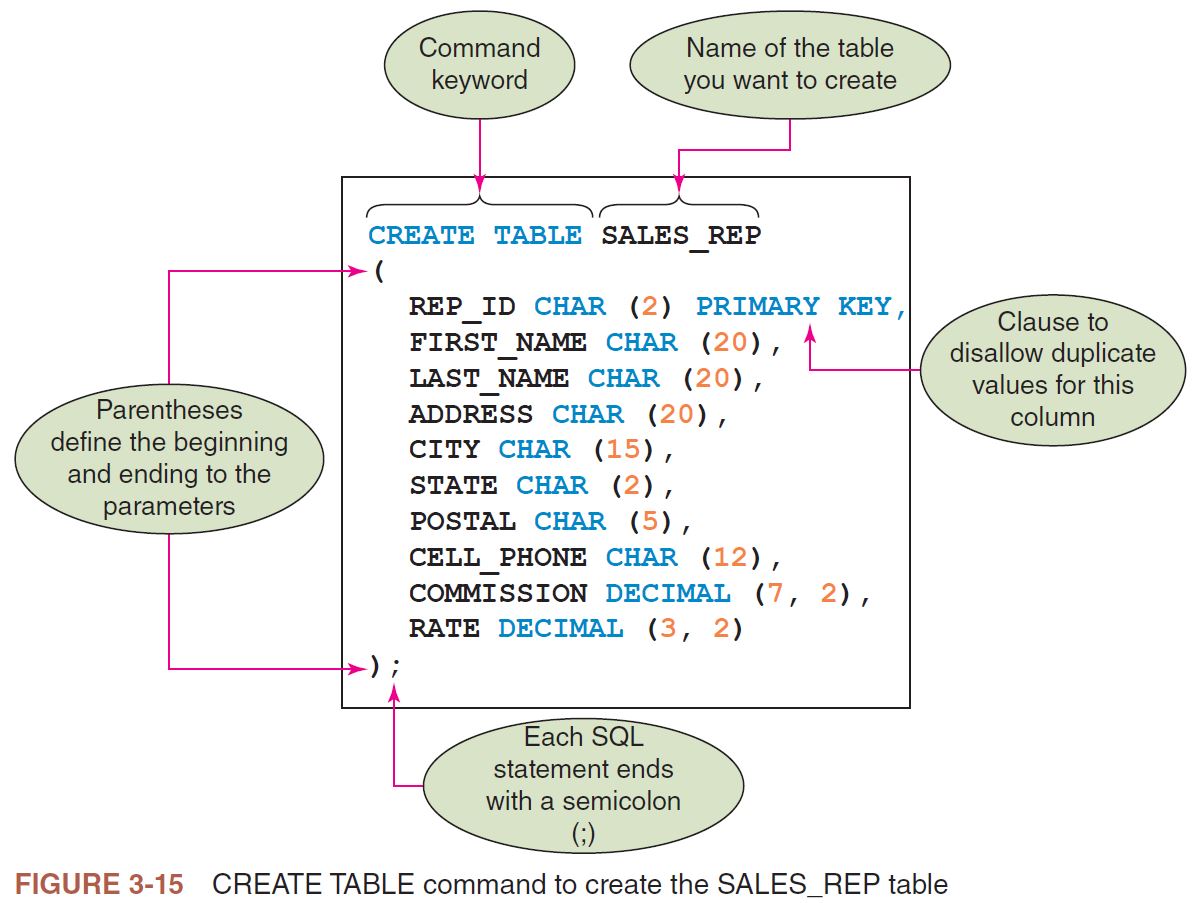 Command
keyword
Name of the table
you want to create
CREATE TABLE SALES_REP
(
REP_ID CHAR (2) PRIMARY KEY,
FIRST_NAME CHAR (20),
LAST_NAME CHAR (20),
ADDRESS CHAR (20),
CITY CHAR (15),
STATE CHAR (2),
POSTAL CHAR (5),
CELL_PHONE CHAR (12),
COMMISSION DECIMAL (7, 2),
RATE DECIMAL (3, 2)
);
Clause to
disallow duplicate
values for this
column
Parentheses
define the beginning
and ending to the
parameters
Each SQL
statement ends
with a semicolon
(;)
FIGURE 3-15 CREATE TABLE command to create the SALES_REP table